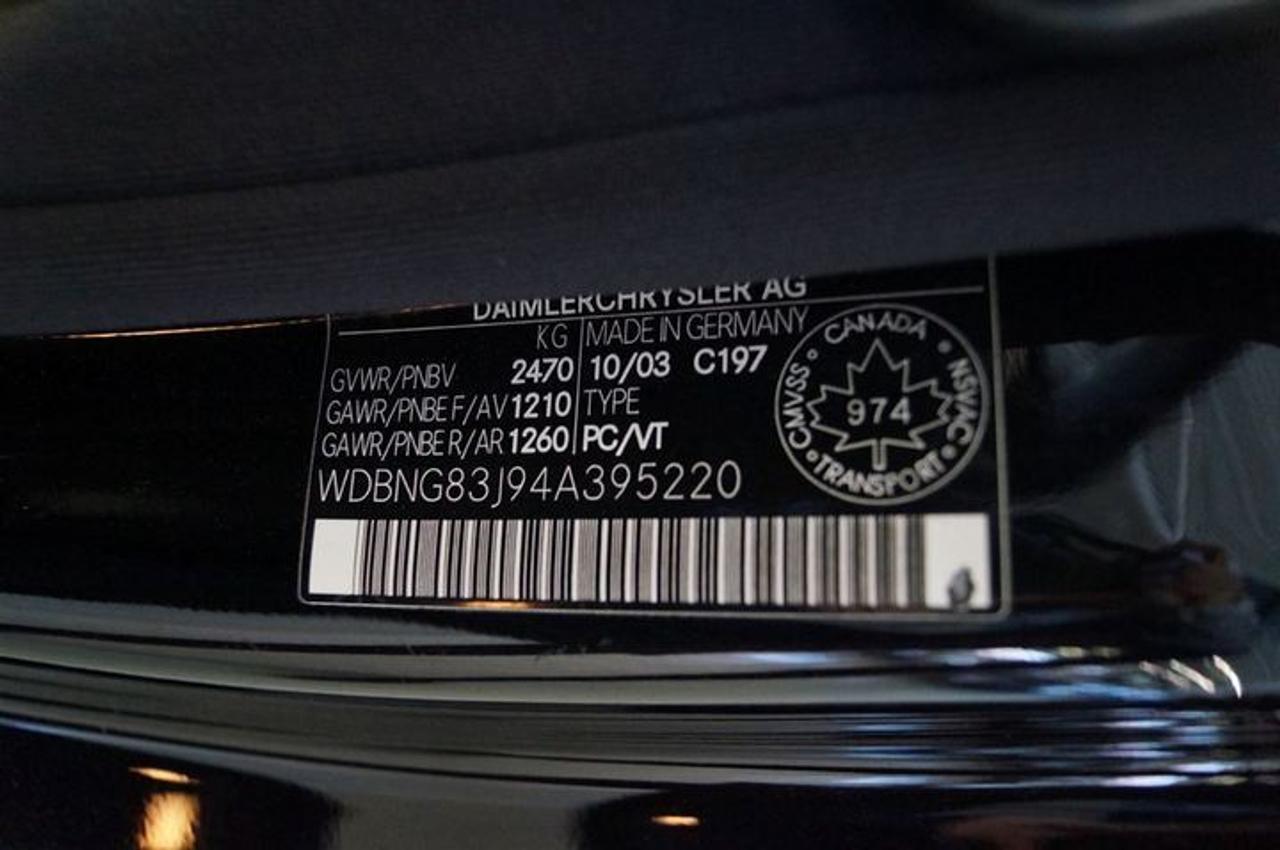 DAIMLERCHRYSLER AG
KG MADE IN GERMANY
GVWR/PNBV 2470 10/03 C197
GAWR/PNBE F/AV 1210 TYPE
GAWR/PNBE R/AR 1260 PC/VT
WDBNG83J94A395220
CANADA
CMVSS 974 NSVAC
TRANSPORT